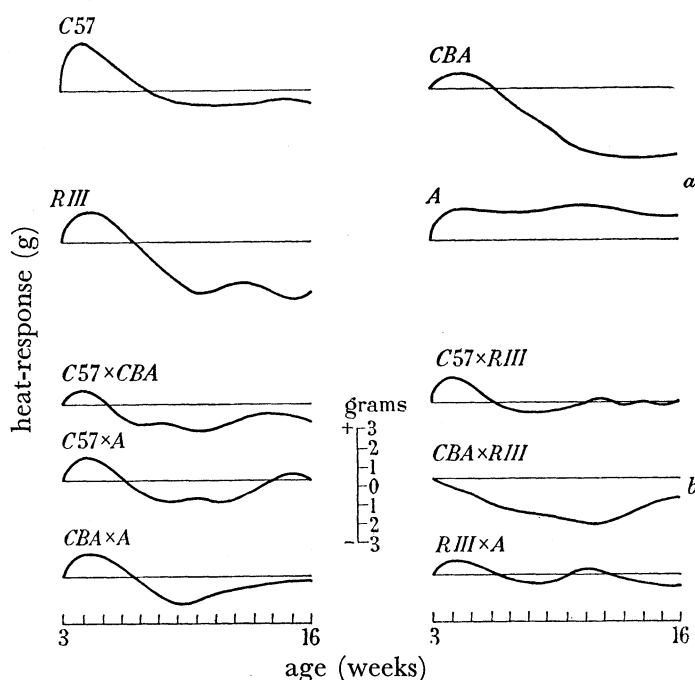 C57
CBA
a
RIII
A
heat-response (g)
C57×CBA
C57×RIII
grams
+3
2
1
0
1
2
−3
C57×A
CBA×RIII
b
CBA×A
RIII×A
3
16
3
16
age (weeks)